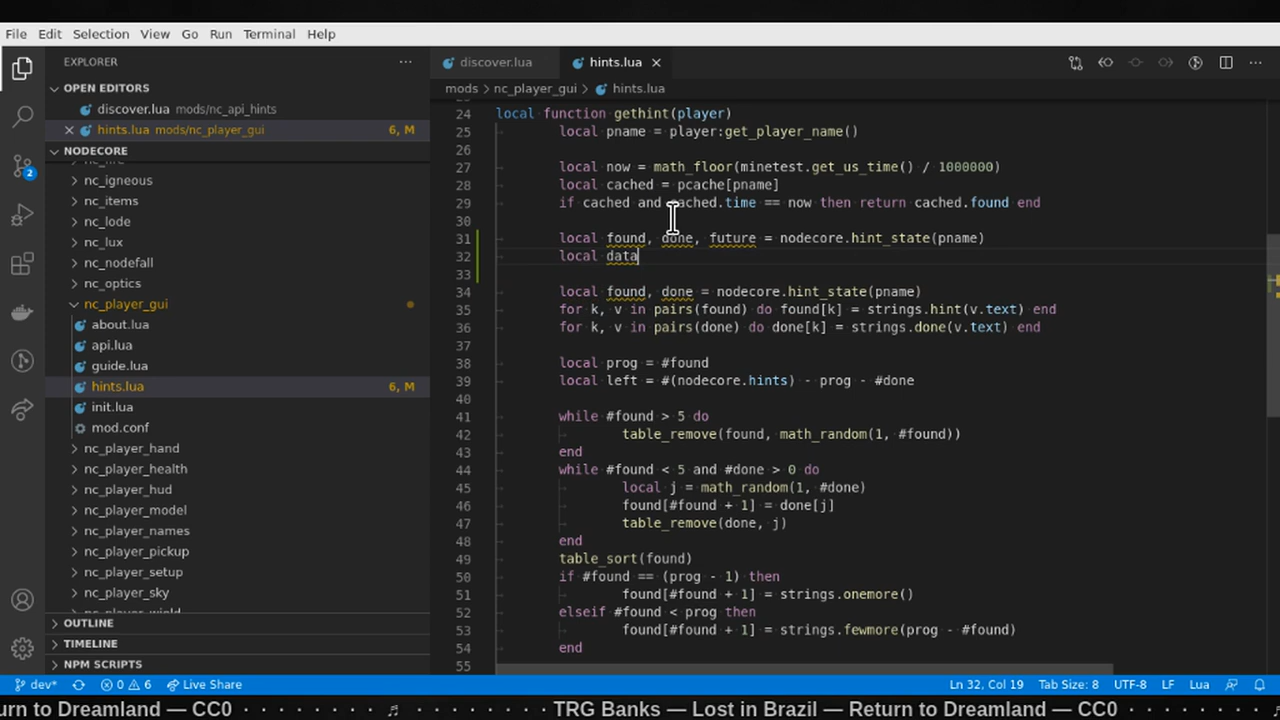 File Edit Selection View Go Run Terminal Help
EXPLORER
OPEN EDITORS
discover.lua mods/nc_api_hints
hints.lua mods/nc_player_gui 6, M
NODECORE
nc_igneous
nc_items
nc_lode
nc_lux
nc_nodefall
nc_optics
nc_player_gui
about.lua
api.lua
guide.lua
hints.lua 6, M
init.lua
mod.conf
nc_player_hand
nc_player_health
nc_player_hud
nc_player_model
nc_player_names
nc_player_pickup
nc_player_setup
nc_player_sky
OUTLINE
TIMELINE
NPM SCRIPTS
2
discover.lua hints.lua
mods > nc_player_gui > hints.lua
24 local function gethint(player)
25 local pname = player:get_player_name()
26
27 local now = math_floor(minetest.get_us_time() / 1000000)
28 local cached = pcache[pname]
29 if cached and cached.time == now then return cached.found end
30
31 local found, done, future = nodecore.hint_state(pname)
32 local data
33
34 local found, done = nodecore.hint_state(pname)
35 for k, v in pairs(found) do found[k] = strings.hint(v.text) end
36 for k, v in pairs(done) do done[k] = strings.done(v.text) end
37
38 local prog = #found
39 local left = #(nodecore.hints) - prog - #done
40
41 while #found > 5 do
42 table_remove(found, math_random(1, #found))
43 end
44 while #found < 5 and #done > 0 do
45 local j = math_random(1, #done)
46 found[#found + 1] = done[j]
47 table_remove(done, j)
48 end
49 table_sort(found)
50 if #found == (prog - 1) then
51 found[#found + 1] = strings.onemore()
52 elseif #found < prog then
53 found[#found + 1] = strings.fewmore(prog - #found)
54 end
55
dev* 0 6 Live Share Ln 32, Col 19 Tab Size: 8 UTF-8 LF Lua
urn to Dreamland — CC0 · · · · · · · ♬ · · · · · · · TRG Banks — Lost in Brazil — Return to Dreamland — CC0 · · · · · · · ♬ · · · ·